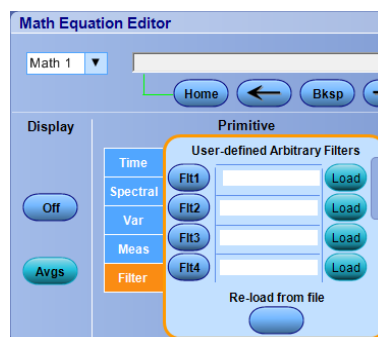 Math Equation Editor
Math 1
Home
Bksp
Display
Primitive
User-defined Arbitrary Filters
Time
Spectral
Var
Meas
Filter
Flt1
Load
Flt2
Load
Flt3
Load
Flt4
Load
Off
Avgs
Re-load from file